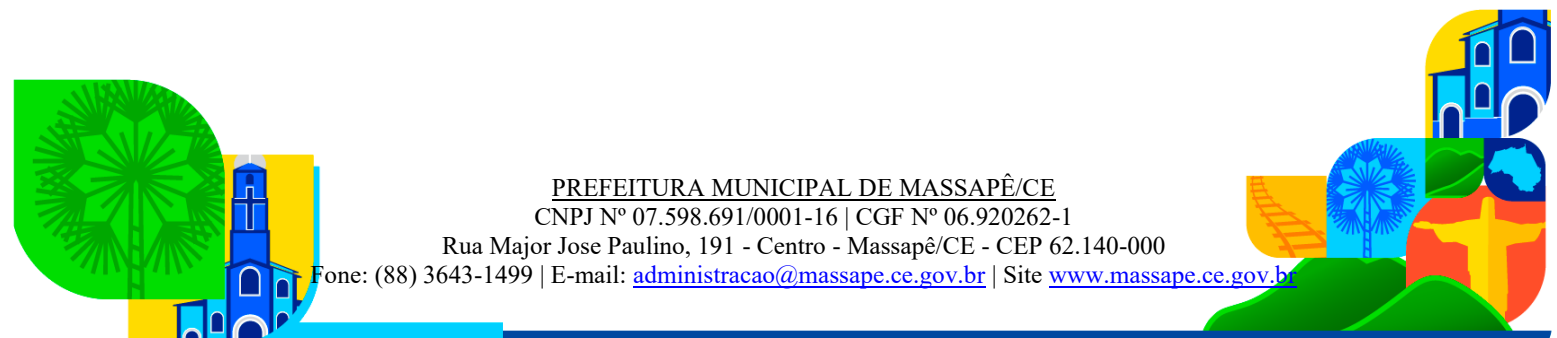 PREFEITURA MUNICIPAL DE MASSAPÊ/CE
CNPJ Nº 07.598.691/0001-16 | CGF Nº 06.920262-1
Rua Major Jose Paulino, 191 - Centro - Massapê/CE - CEP 62.140-000
Fone: (88) 3643-1499 | E-mail: administracao@massape.ce.gov.br | Site www.massape.ce.gov.br